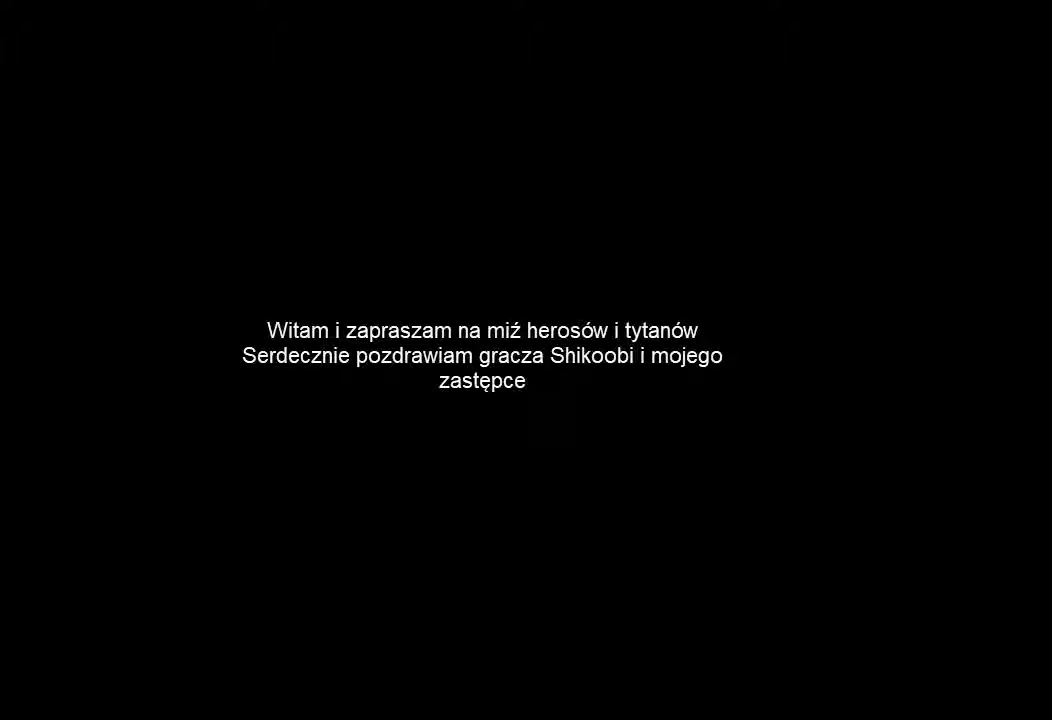 Witam i zapraszam na miź herosów i tytanów
Serdecznie pozdrawiam gracza Shikoobi i mojego
zastępce